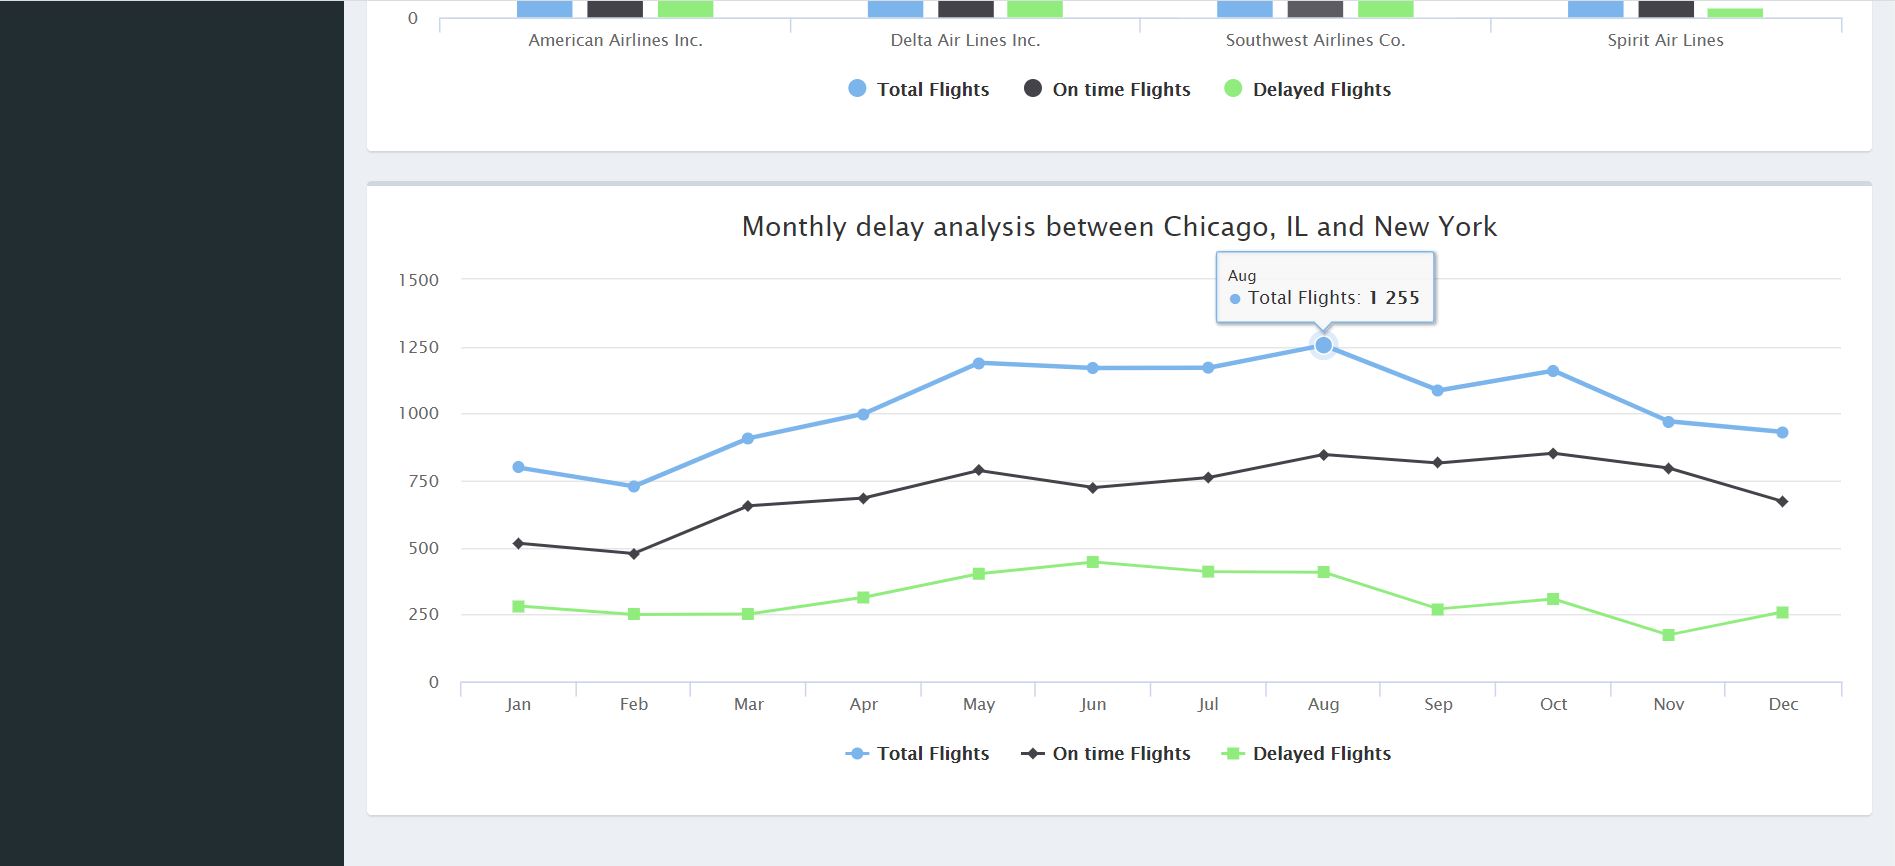 0
American Airlines Inc. Delta Air Lines Inc. Southwest Airlines Co. Spirit Air Lines
Total Flights On time Flights Delayed Flights
Monthly delay analysis between Chicago, IL and New York
Aug
Total Flights: 1 255
1500
1250
1000
750
500
250
0
Jan Feb Mar Apr May Jun Jul Aug Sep Oct Nov Dec
Total Flights On time Flights Delayed Flights